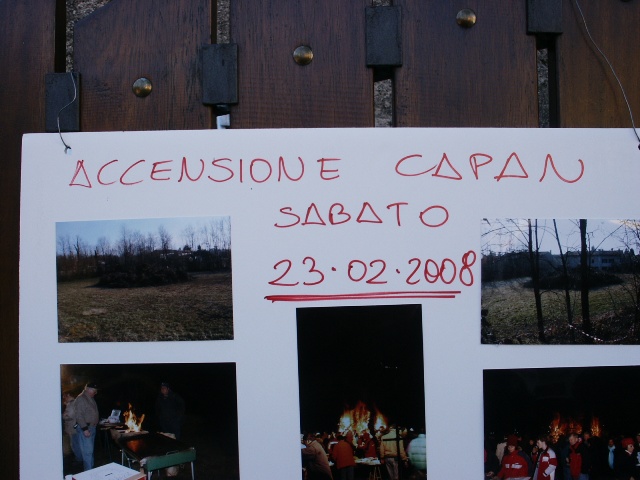 ACCENSIONE CAPAN
SABATO
23.02.2008